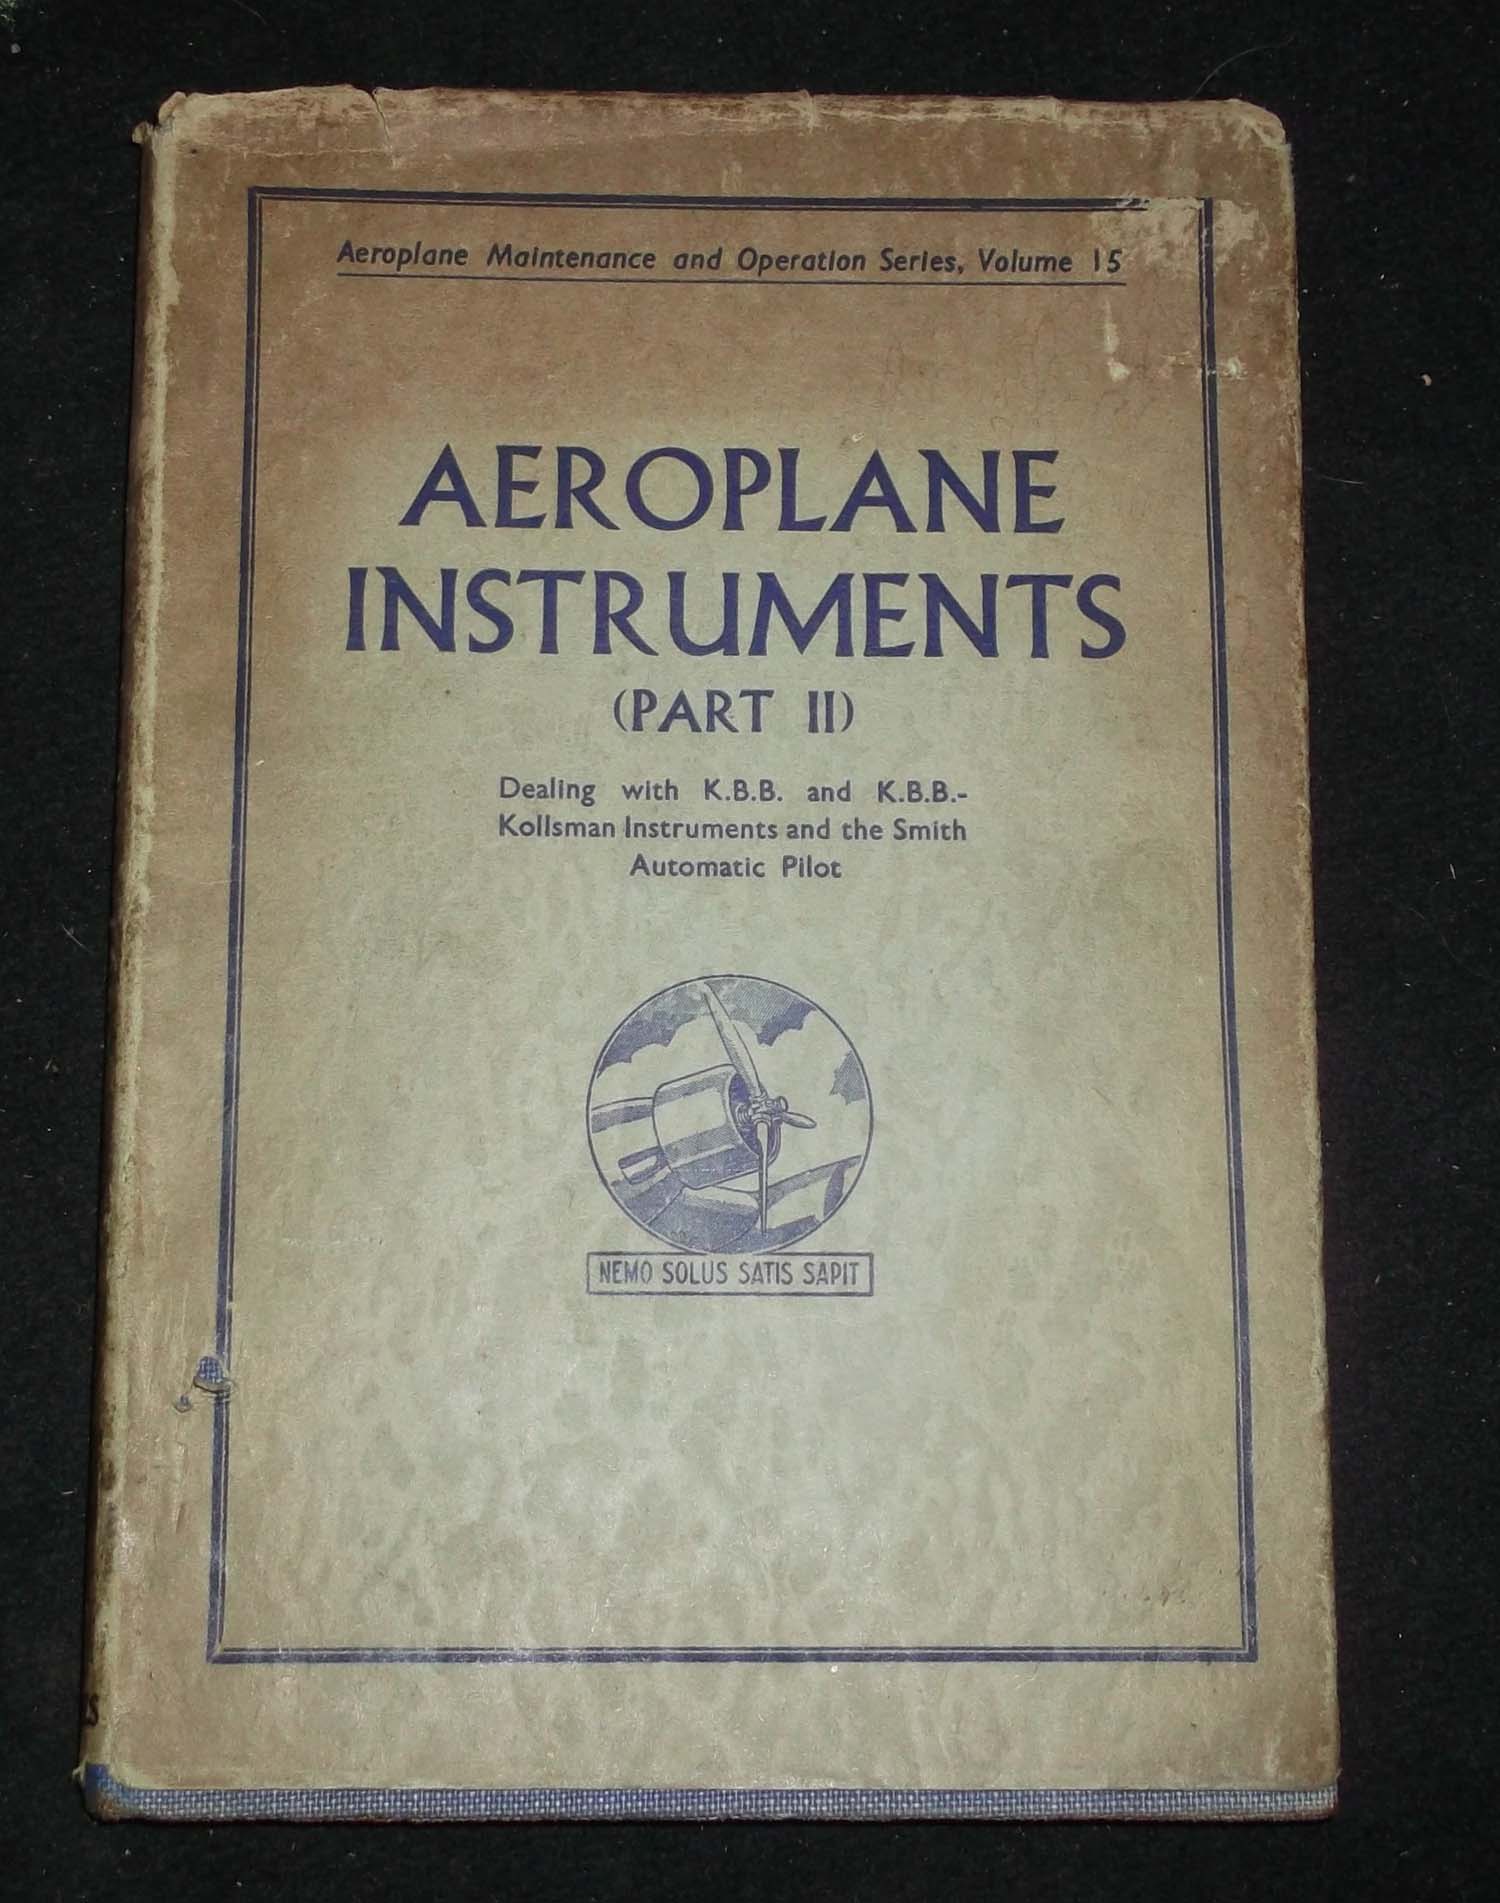 Aeroplane Maintenance and Operation Series, Volume 15
AEROPLANE
INSTRUMENTS
(PART II)
Dealing with K.B.B. and K.B.B.-
Kollsman Instruments and the Smith
Automatic Pilot
NEMO SOLUS SATIS SAPIT